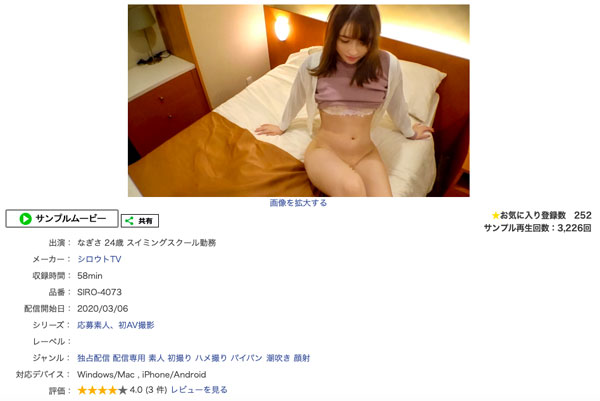 画像を拡大する
サンプルムービー
共有
★お気に入り登録数 252
サンプル再生回数：3,226回
出演： なぎさ 24歳 スイミングスクール勤務
メーカー： シロウトTV
収録時間： 58min
品番： SIRO-4073
配信開始日： 2020/03/06
シリーズ： 応募素人、初AV撮影
レーベル：
ジャンル： 独占配信 配信専用 素人 初撮り ハメ撮り パイパン 潮吹き 顔射
対応デバイス： Windows/Mac , iPhone/Android
評価： ★★★★★ 4.0 (3 件) レビューを見る